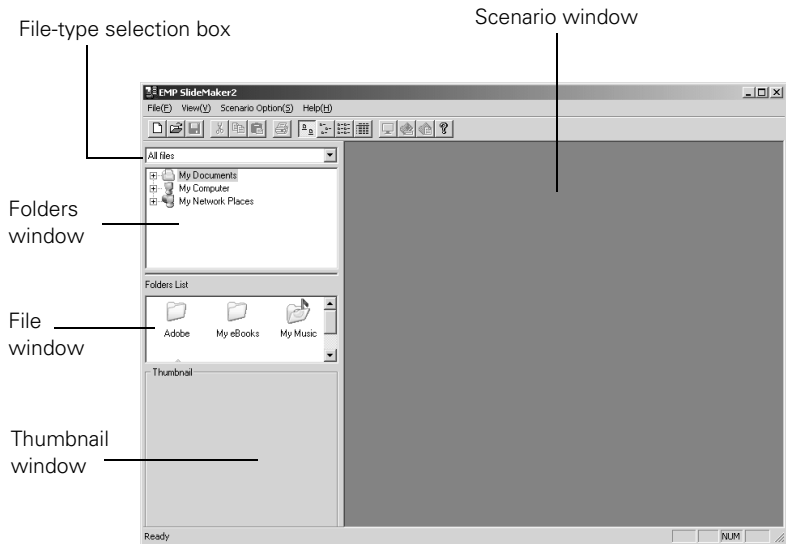 Scenario window
File-type selection box
EMP SlideMaker2
File(F) View(V) Scenario Option(S) Help(H)
All files
My Documents
My Computer
My Network Places
Folders
window
Folders List
Adobe My eBooks My Music
File
window
Thumbnail
Thumbnail
window
Ready NUM